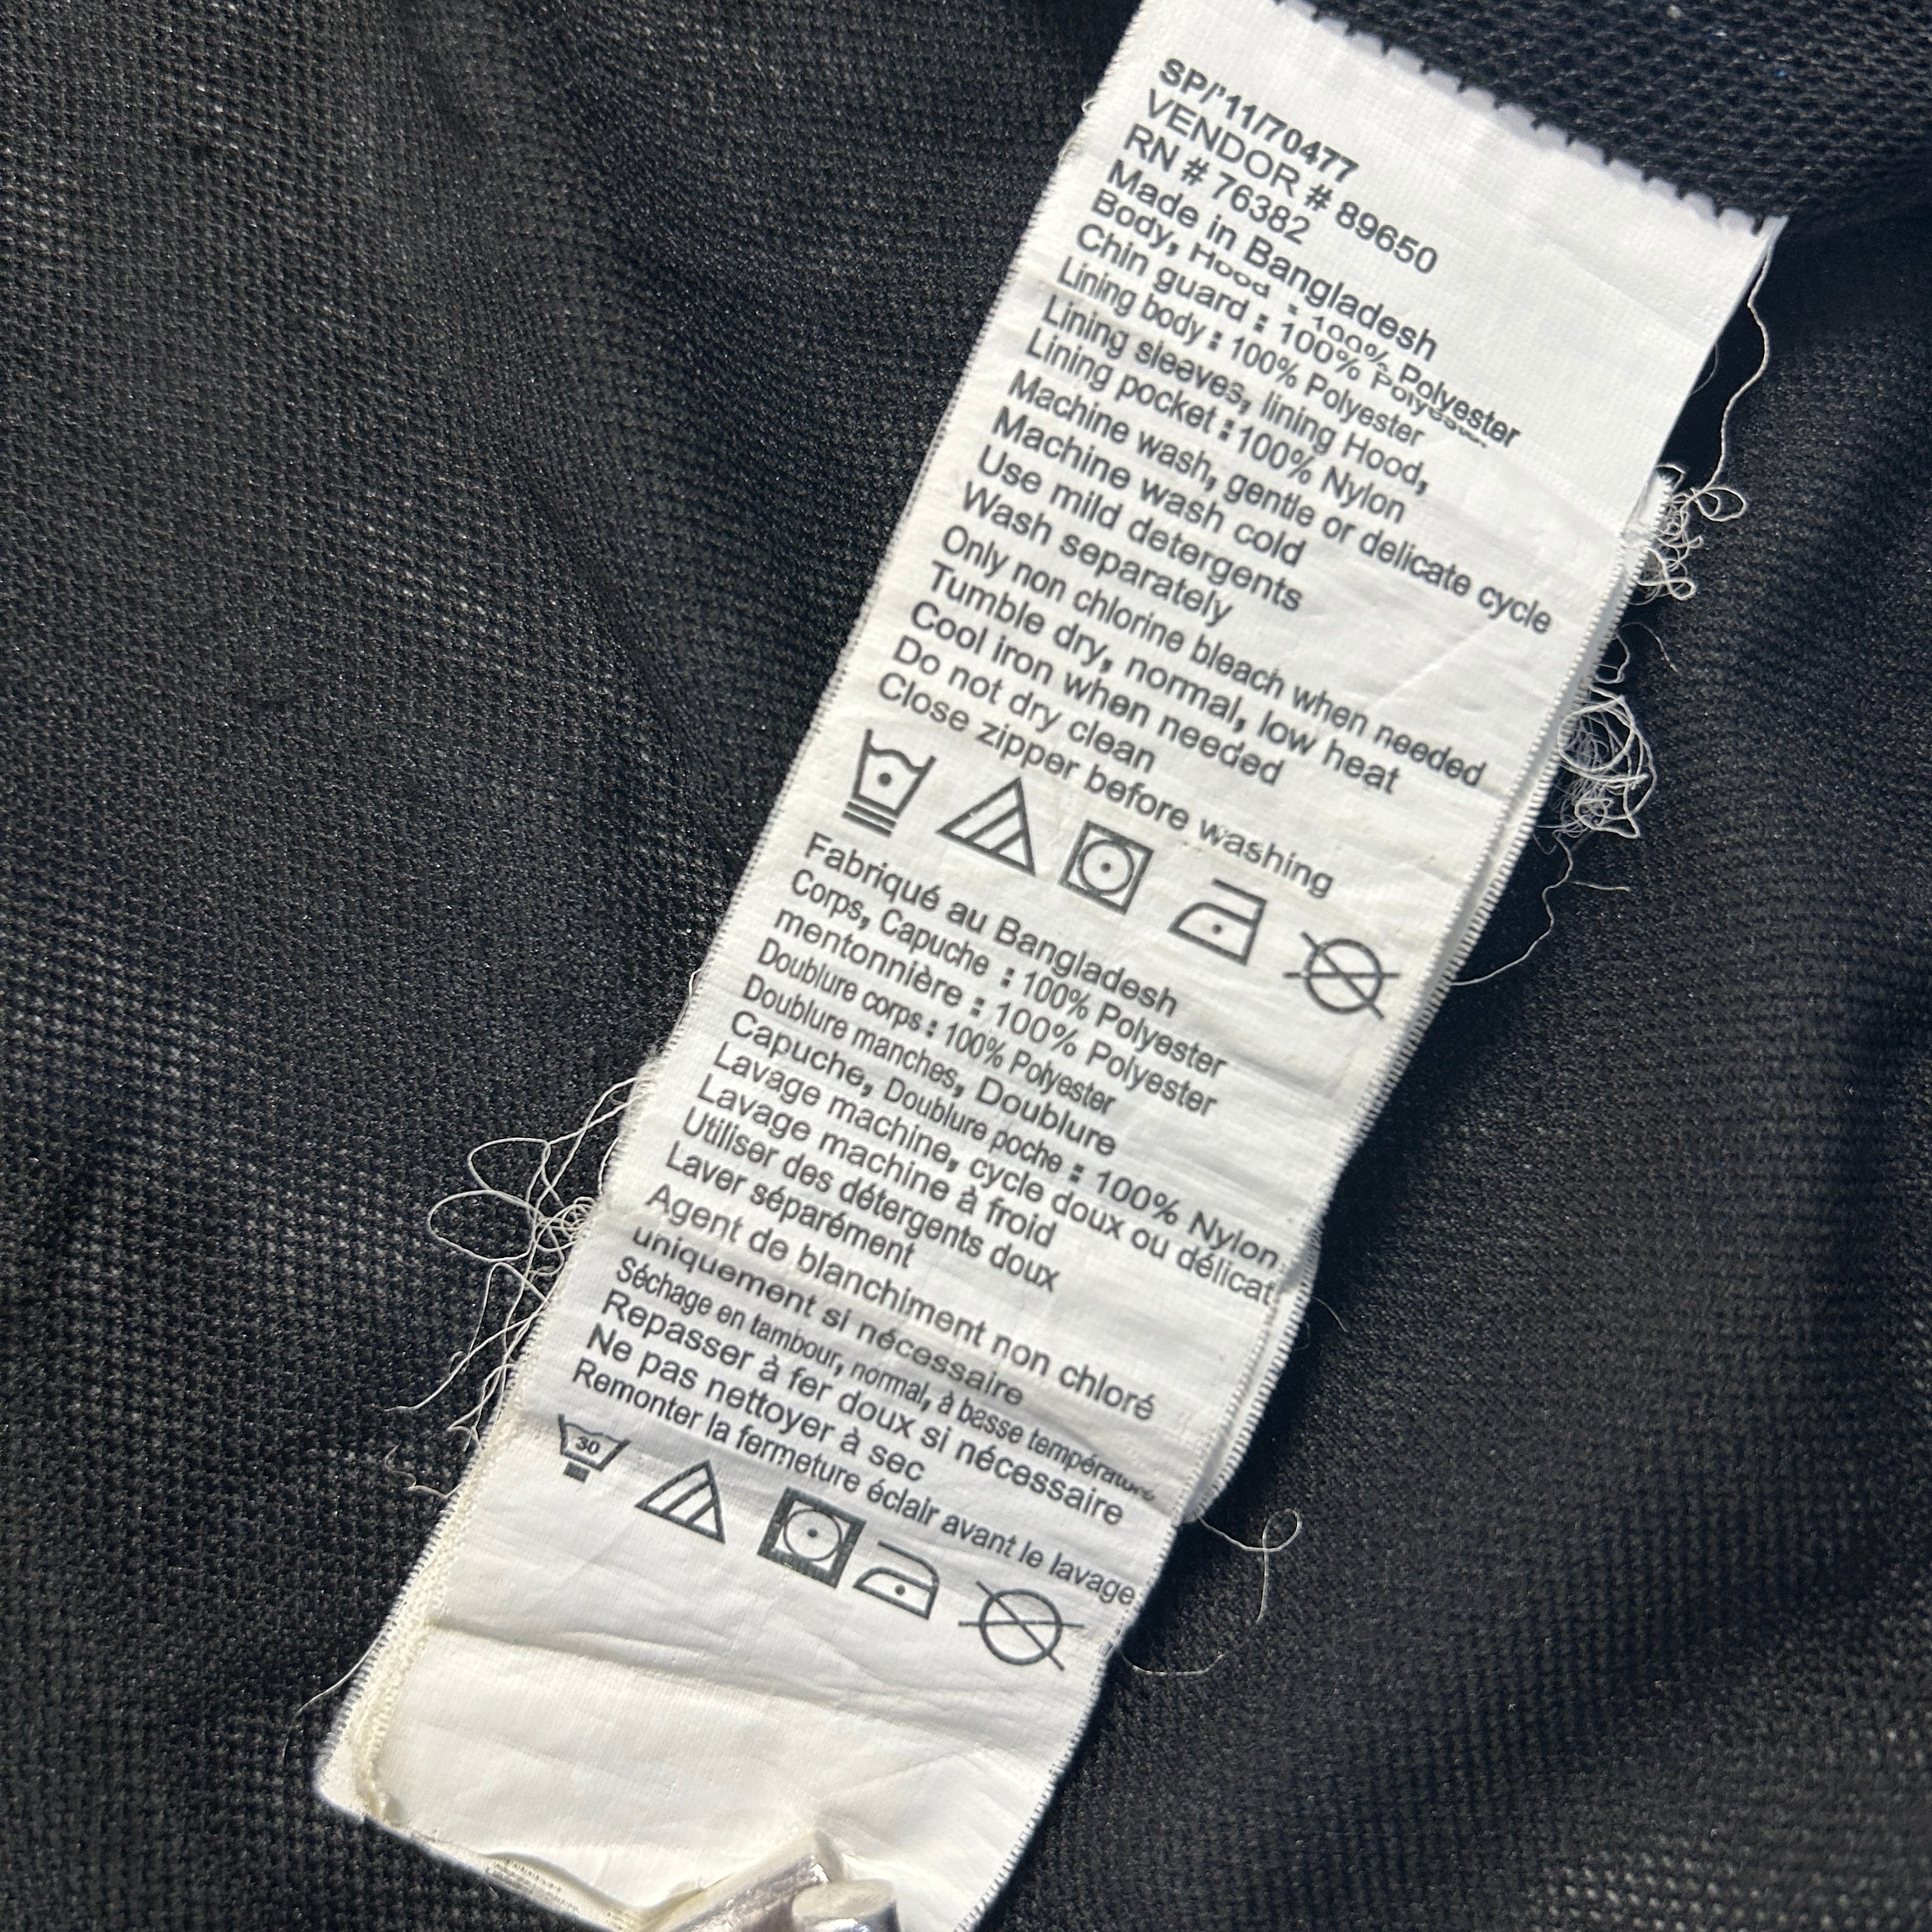 SP/'11/70477
VENDOR # 89650
RN # 76382
Made in Bangladesh
Body, Hood : 100% Polyester
Chin guard : 100% Polyester
Lining body : 100% Polyester
Lining sleeves, lining Hood,
Lining pocket : 100% Nylon
Machine wash, gentle or delicate cycle
Machine wash cold
Use mild detergents
Wash separately
Only non chlorine bleach when needed
Tumble dry, normal, low heat
Cool iron when needed
Do not dry clean
Close zipper before washing
Fabriqué au Bangladesh
Corps, Capuche : 100% Polyester
mentonnière : 100% Polyester
Doublure corps : 100% Polyester
Doublure manches, Doublure
Capuche, Doublure poche : 100% Nylon
Lavage machine, cycle doux ou délicat
Lavage machine à froid
Utiliser des détergents doux
Laver séparément
Agent de blanchiment non chloré
uniquement si nécessaire
Séchage en tambour, normal, à basse température
Repasser à fer doux si nécessaire
Ne pas nettoyer à sec
Remonter la fermeture éclair avant le lavage
30